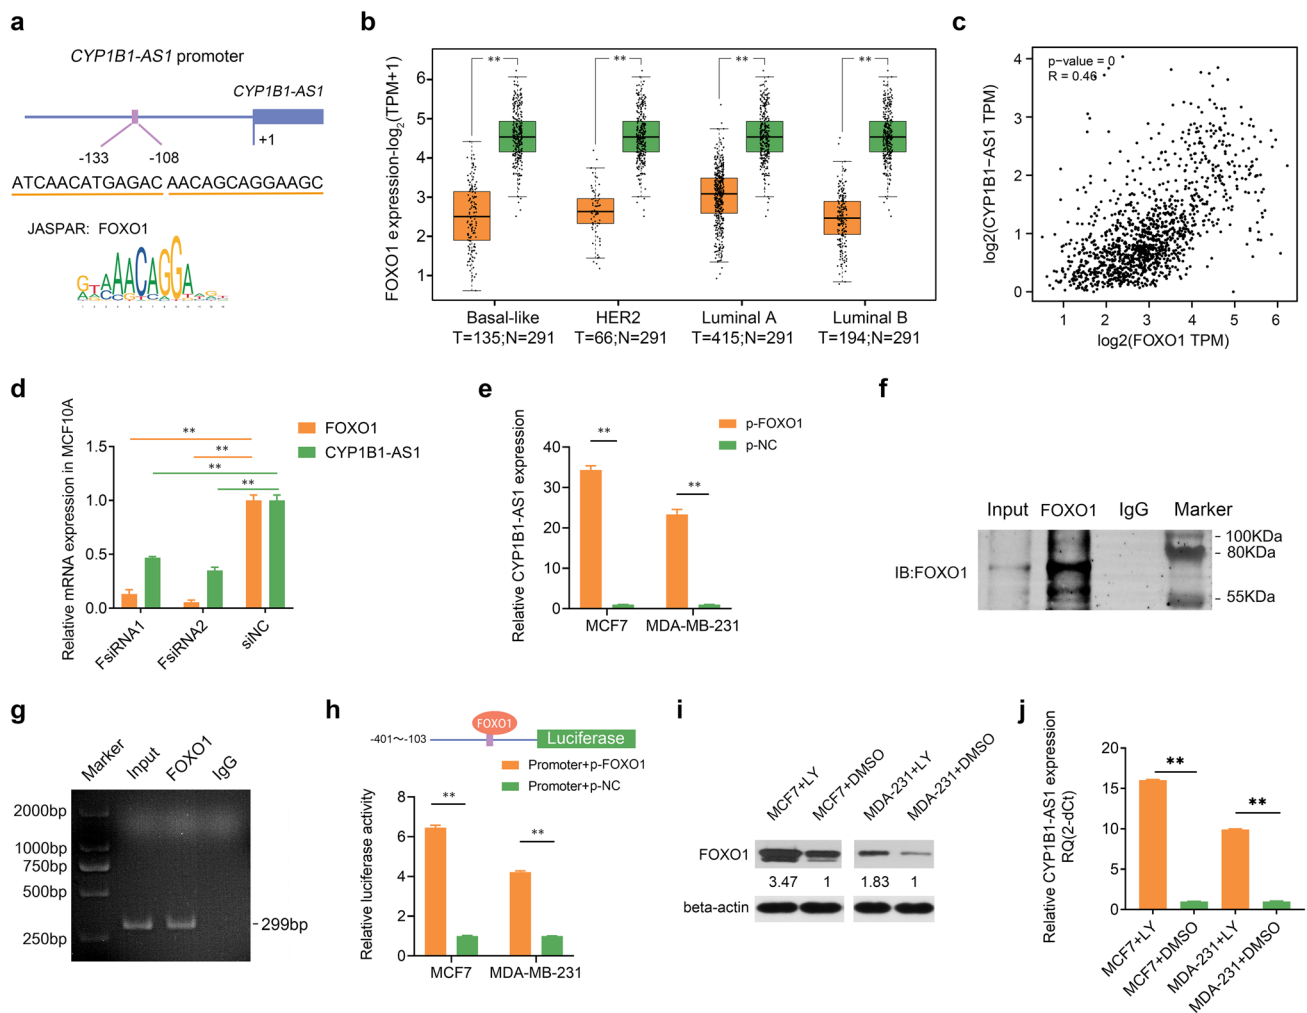 a
CYP1B1-AS1 promoter
CYP1B1-AS1
+1
-133
-108
ATCAACATGAGAC AACAGCAGGAAGC
JASPAR: FOXO1
b
FOXO1 expression-log2(TPM+1)
6
5
4
3
2
1
**
**
**
**
Basal-like
T=135;N=291
HER2
T=66;N=291
Luminal A
T=415;N=291
Luminal B
T=194;N=291
c
p-value = 0
R = 0.46
log2(CYP1B1-AS1 TPM)
4
3
2
1
0
1 2 3 4 5 6
log2(FOXO1 TPM)
d
Relative mRNA expression in MCF10A
1.5
1.0
0.5
0.0
**
**
**
**
FOXO1
CYP1B1-AS1
FsiRNA1
FsiRNA2
siNC
e
Relative CYP1B1-AS1 expression
40
30
20
10
0
**
**
p-FOXO1
p-NC
MCF7
MDA-MB-231
f
Input FOXO1 IgG Marker
IB:FOXO1
- 100KDa
- 80KDa
- 55KDa
g
Marker
Input
FOXO1
IgG
2000bp
1000bp
750bp
500bp
250bp
-299bp
h
FOXO1
-401~-103
Luciferase
Promoter+p-FOXO1
Promoter+p-NC
Relative luciferase activity
8
6
4
2
0
**
**
MCF7
MDA-MB-231
i
MCF7+LY
MCF7+DMSO
MDA-231+LY
MDA-231+DMSO
FOXO1
3.47 1 1.83 1
beta-actin
j
Relative CYP1B1-AS1 expression
RQ(2-dCt)
20
15
10
5
0
**
**
MCF7+LY
MCF7+DMSO
MDA-231+LY
MDA-231+DMSO